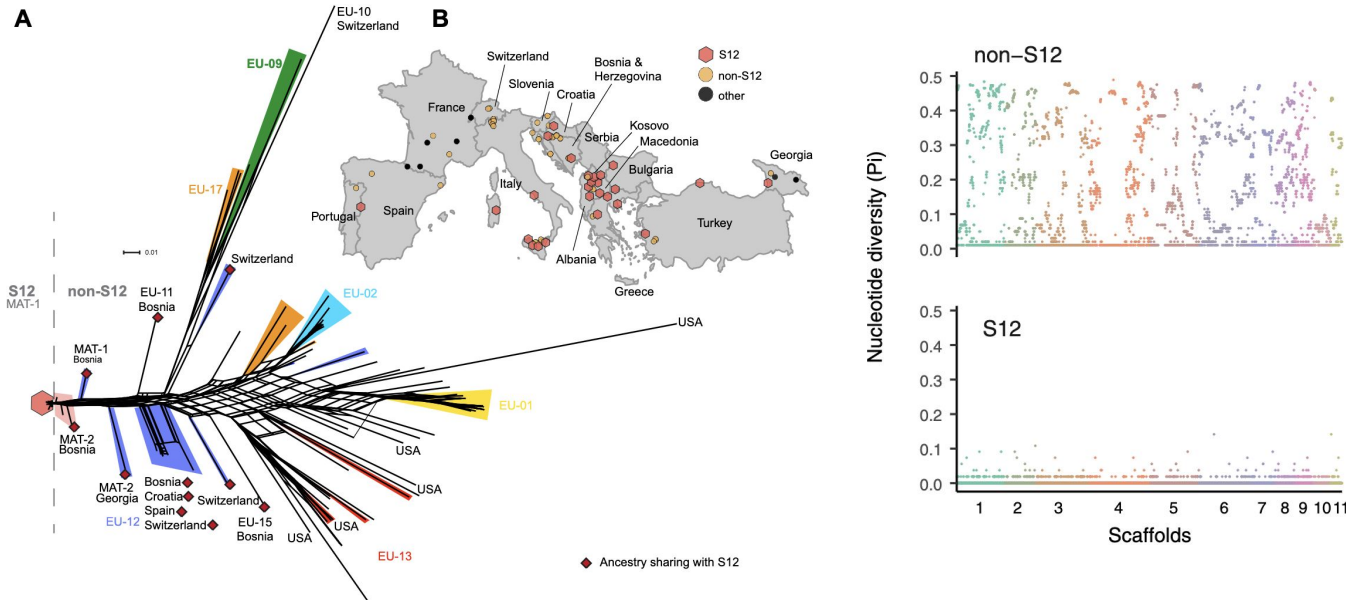 A
EU-10
Switzerland
EU-09
EU-17
0.01
S12
MAT-1
non-S12
EU-11
Bosnia
Switzerland
EU-02
MAT-1
Bosnia
USA
EU-01
MAT-2
Bosnia
USA
MAT-2
Georgia
EU-12
Bosnia
Croatia
Spain
Switzerland
Switzerland
EU-15
Bosnia
USA
USA
USA
EU-13
Ancestry sharing with S12
B
S12
non-S12
other
Switzerland
Slovenia
Croatia
Bosnia &
Herzegovina
France
Serbia
Kosovo
Macedonia
Georgia
Bulgaria
Italy
Portugal
Spain
Turkey
Albania
Greece
non-S12
Nucleotide diversity (Pi)
0.5
0.4
0.3
0.2
0.1
0.0
S12
0.5
0.4
0.3
0.2
0.1
0.0
1 2 3 4 5 6 7 8 9 10 11
Scaffolds